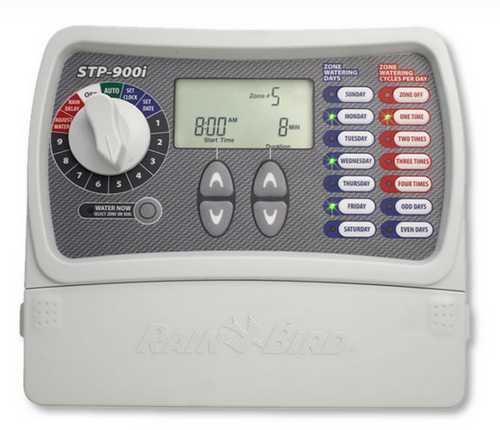 STP-900i
OFF
AUTO
SET CLOCK
SET DATE
RAIN DELAY
ADJUST WATER
1
2
3
4
5
6
7
8
9
WATER NOW
SELECT ZONE OR DIAL
Zone # 5
8:00 AM
8 MIN
Start Time
Duration
ZONE
WATERING
DAYS
SUNDAY
MONDAY
TUESDAY
WEDNESDAY
THURSDAY
FRIDAY
SATURDAY
ZONE
WATERING
CYCLES PER DAY
ZONE OFF
ONE TIME
TWO TIMES
THREE TIMES
FOUR TIMES
ODD DAYS
EVEN DAYS
RAIN BIRD